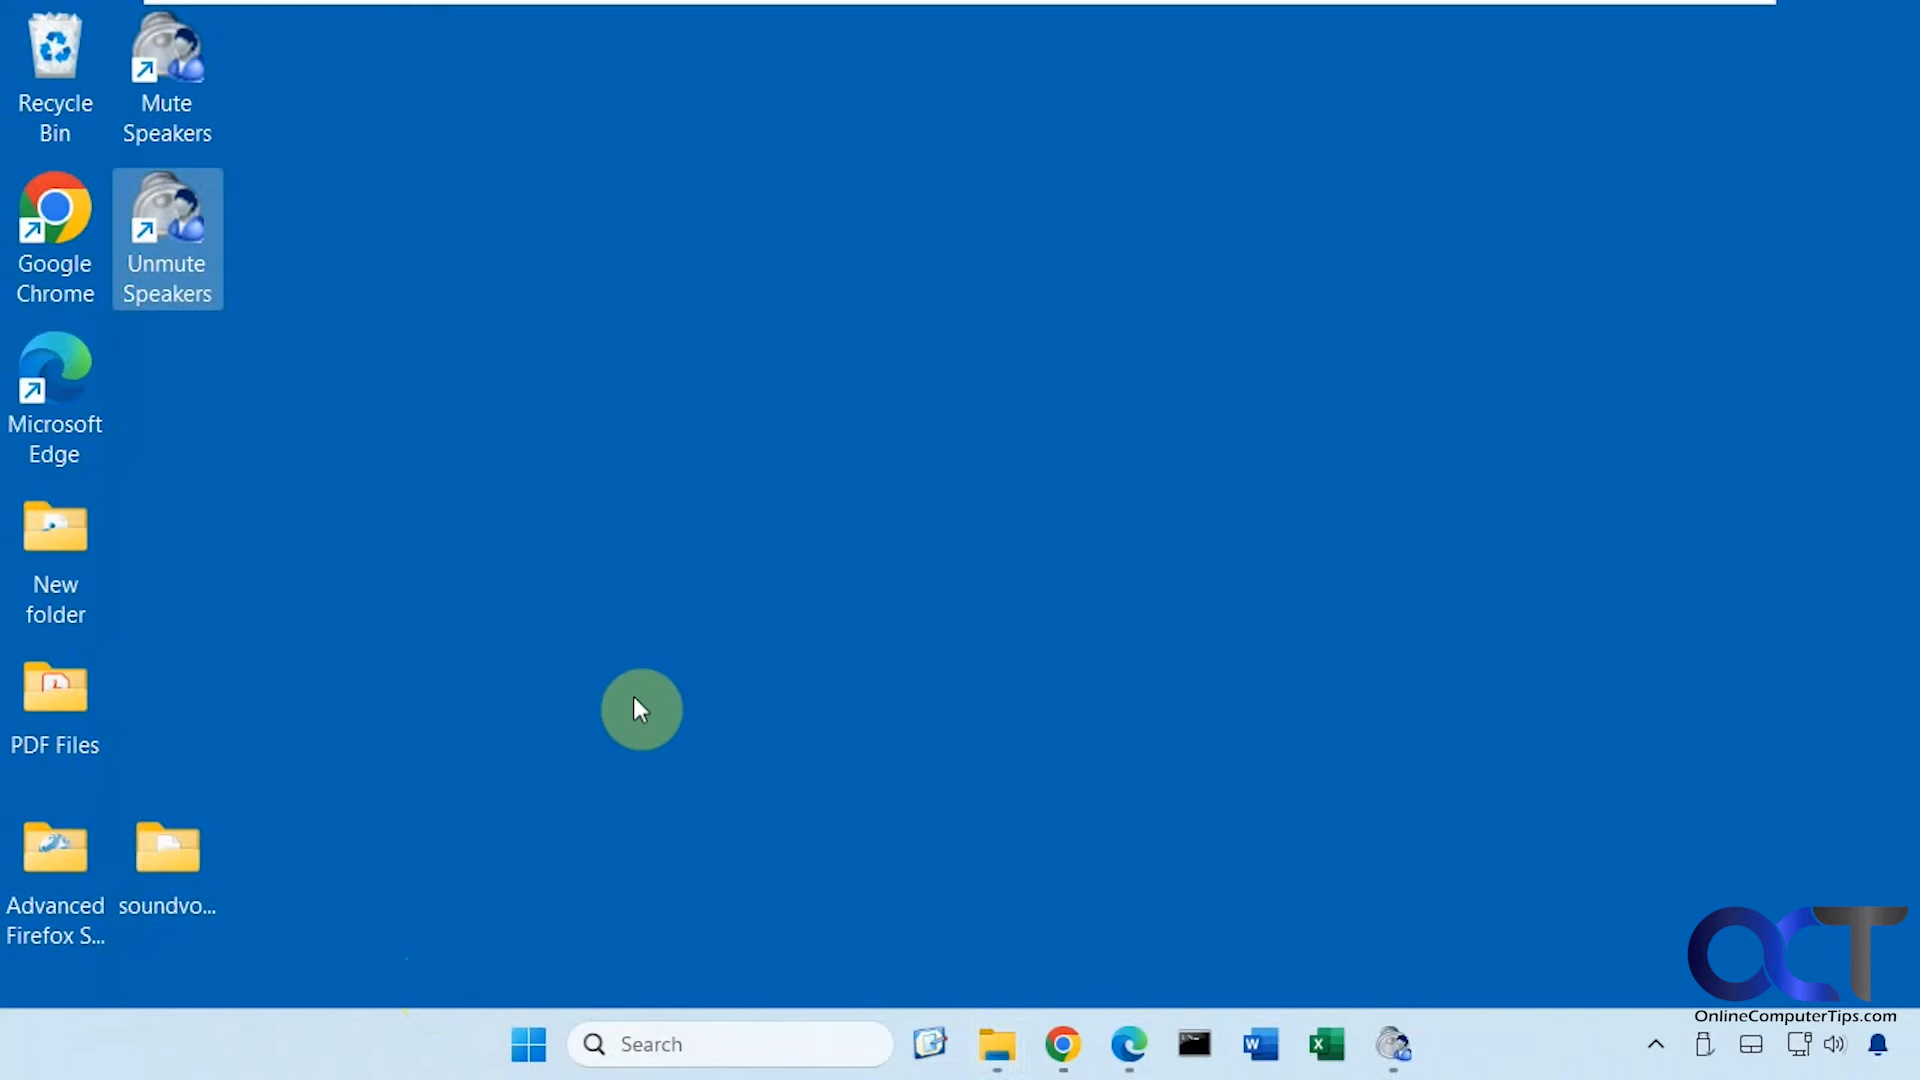 Recycle
Bin
Mute
Speakers
Google
Chrome
Unmute
Speakers
Microsoft
Edge
New
folder
PDF Files
Advanced
Firefox S...
soundvo...
OCT
OnlineComputerTips.com
Search